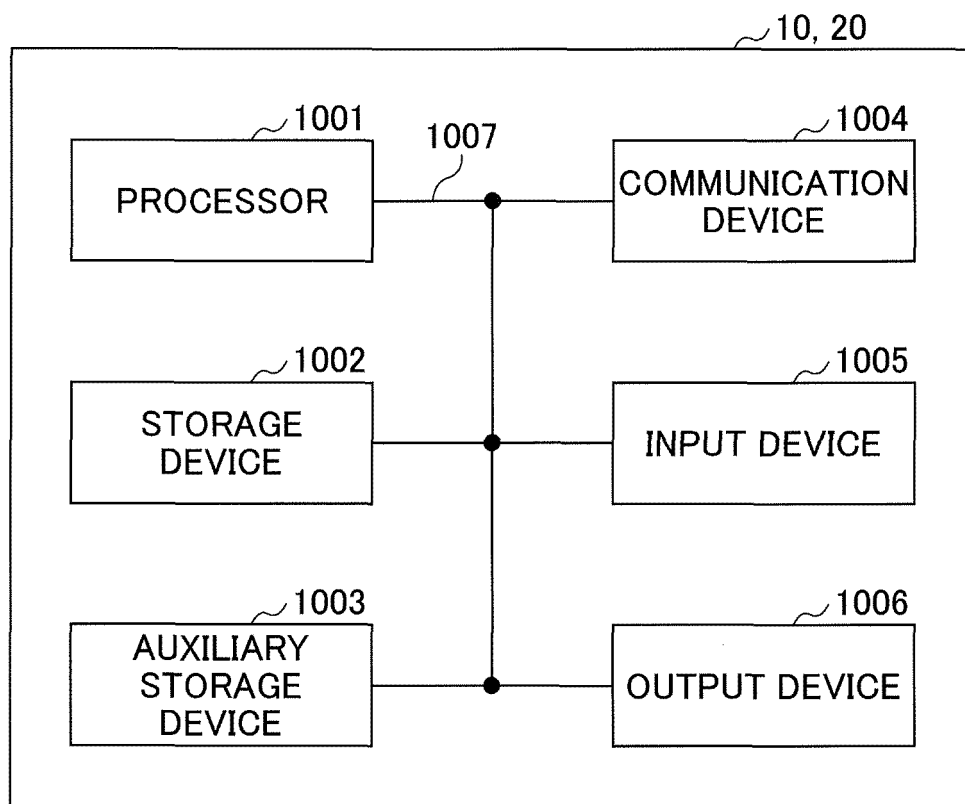 10, 20
1001
PROCESSOR
1007
1004
COMMUNICATION
DEVICE
1002
STORAGE
DEVICE
1005
INPUT DEVICE
1003
AUXILIARY
STORAGE
DEVICE
1006
OUTPUT DEVICE